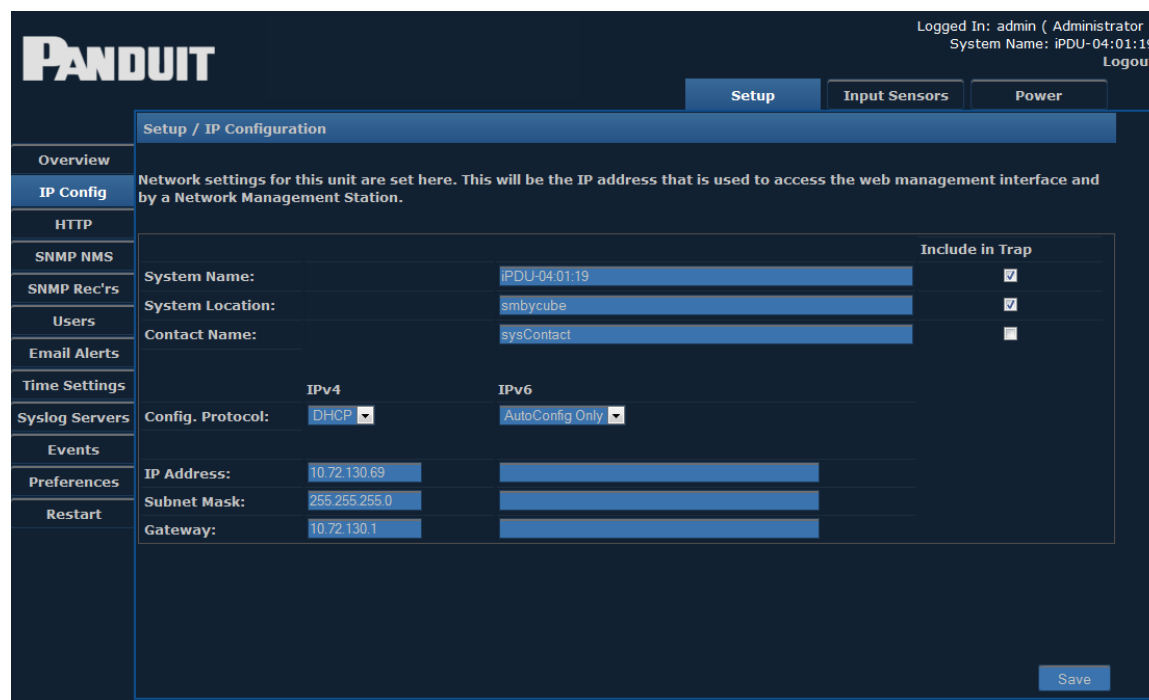 PANDUIT
Logged In: admin ( Administrator
System Name: iPDU-04:01:19
Logout
Setup Input Sensors Power
Setup / IP Configuration
Overview
IP Config
HTTP
SNMP NMS
SNMP Rec'rs
Users
Email Alerts
Time Settings
Syslog Servers
Events
Preferences
Restart
Network settings for this unit are set here. This will be the IP address that is used to access the web management interface and
by a Network Management Station.
Include in Trap
System Name: iPDU-04:01:19
System Location: smbycube
Contact Name: sysContact
IPv4 IPv6
Config. Protocol: DHCP AutoConfig Only
IP Address: 10.72.130.69
Subnet Mask: 255.255.255.0
Gateway: 10.72.130.1
Save